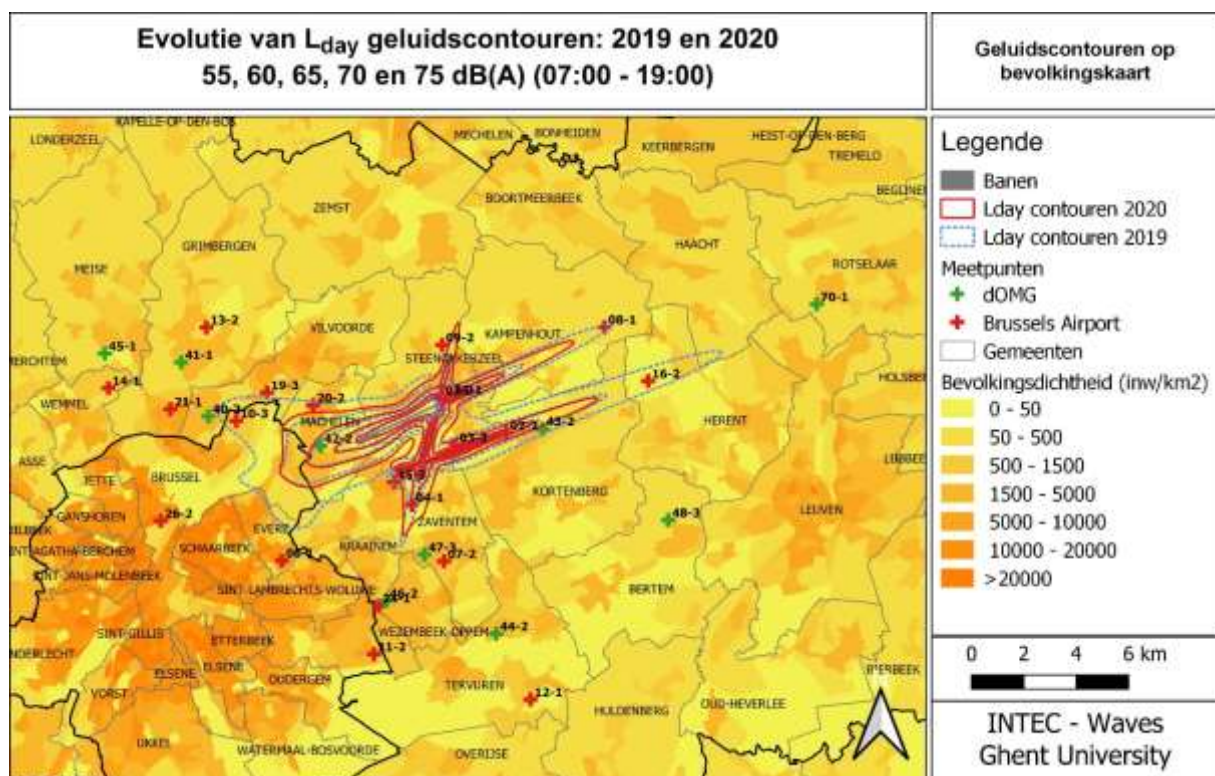 Evolutie van Lday geluidscontouren: 2019 en 2020
55, 60, 65, 70 en 75 dB(A) (07:00 - 19:00)
Geluidscontouren op
bevolkingskaart
KAPELLE-OP-DEN-BOS
LONDERZEEL
MECHELEN
BONHEIDEN
KEERBERGEN
HEIST-OP-DEN-BERG
TREMELO
ZEMST
BOORTMEERBEEK
GRIMBERGEN
HAACHT
MEISE
ROTSELAAR
70-1
13-2
VILVOORDE
KAMPENHOUT
08-1
09-2
45-1
41-1
STEENOKKERZEEL
14-1
19-3
16-2
WEMMEL
21-1
20-2
10-3
MACHELEN
42-2
HERENT
43-2
ASSE
JETTE
BRUSSEL
GANSHOREN
26-2
EVERE
04-1
ZAVENTEM
KORTENBERG
48-3
LEUVEN
SCHAARBEEK
KRAAINEM
47-3
07-2
SINT-JANS-MOLENBEEK
SINT-LAMBRECHTS-WOLUWE
BERTEM
SINT-GILLIS
ETTERBEEK
WEZEMBEEK-OPPEM
44-2
ELSENE
ELSENE
OUDERGEM
31-2
VORST
TERVUREN
12-1
UKKEL
WATERMAAL-BOSVOORDE
OVERIJSE
HULDENBERG
OUD-HEVERLEE
BIERBEEK
Legende
Banen
Lday contouren 2020
Lday contouren 2019
Meetpunten
dOMG
Brussels Airport
Gemeenten
Bevolkingsdichtheid (inw/km2)
0 - 50
50 - 500
500 - 1500
1500 - 5000
5000 - 10000
10000 - 20000
>20000
0 2 4 6 km
INTEC - Waves
Ghent University